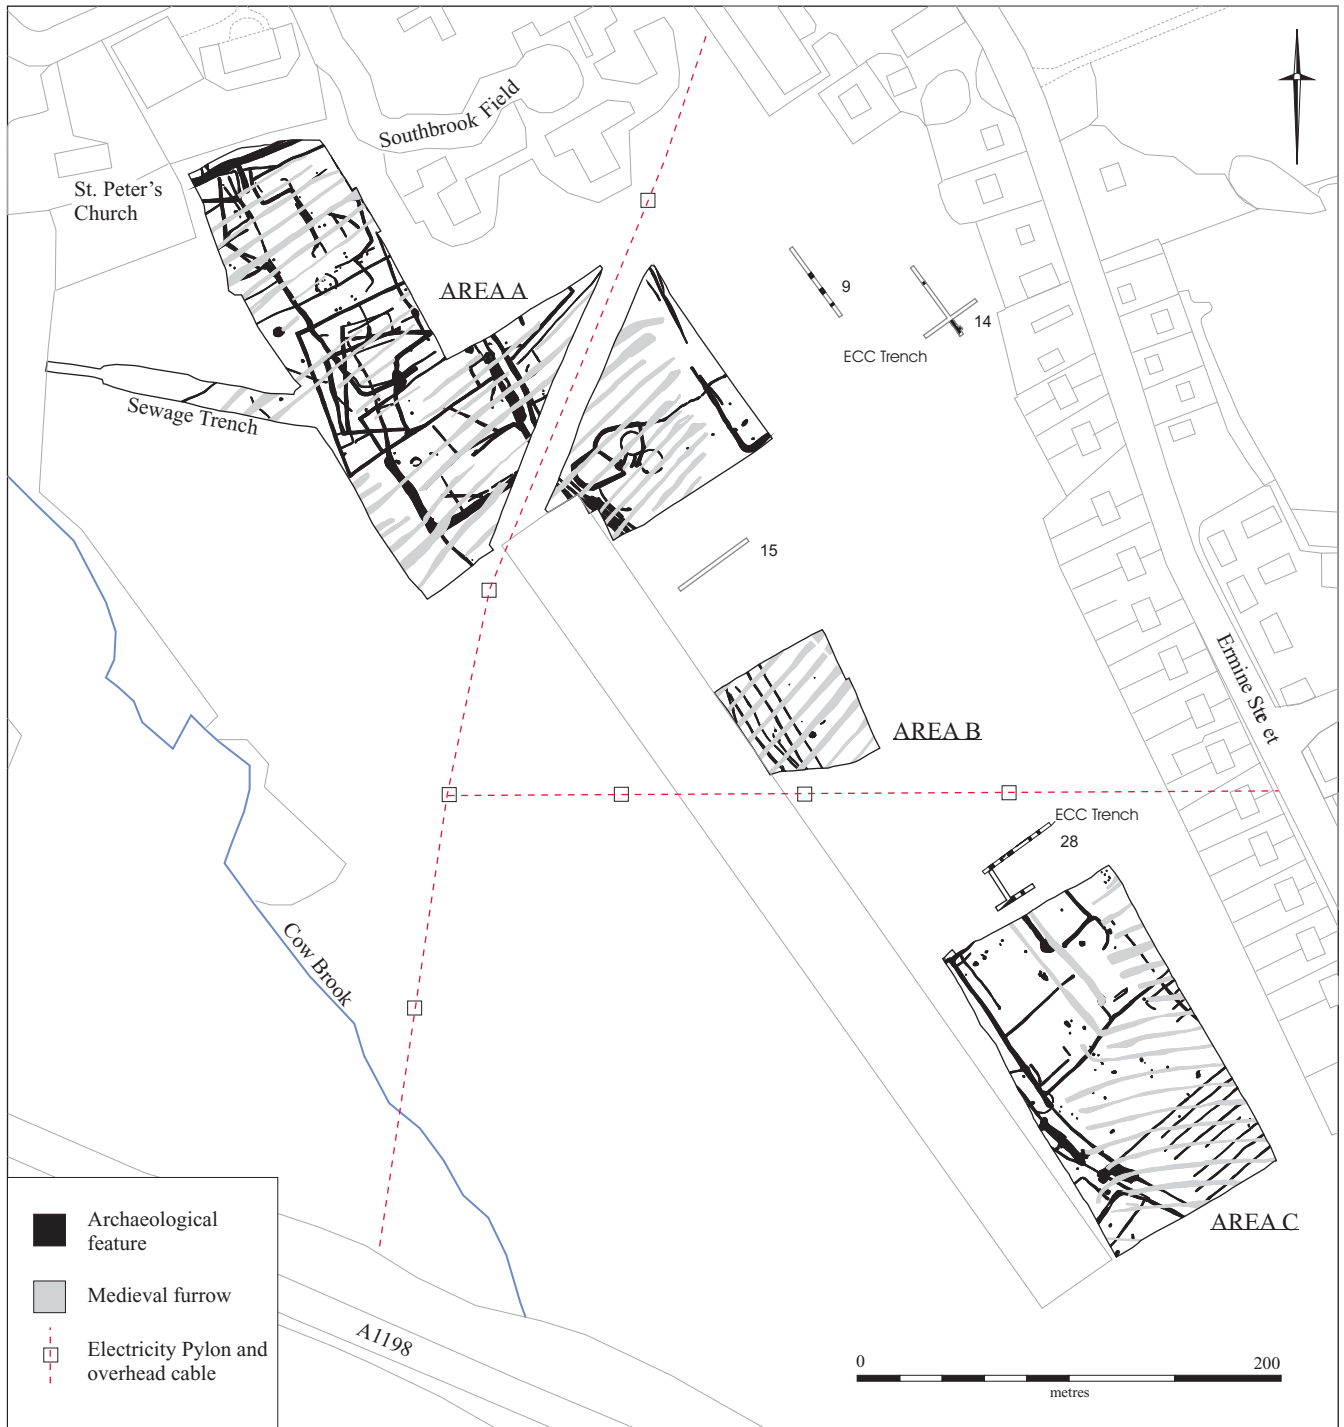 Southbrook Field
St. Peter's
Church
AREA A
9
14
ECC Trench
Sewage Trench
15
Ermine Stre et
AREA B
ECC Trench
28
Cow Brook
AREA C
Archaeological
feature
Medieval furrow
Electricity Pylon and
overhead cable
A1198
0
200
metres